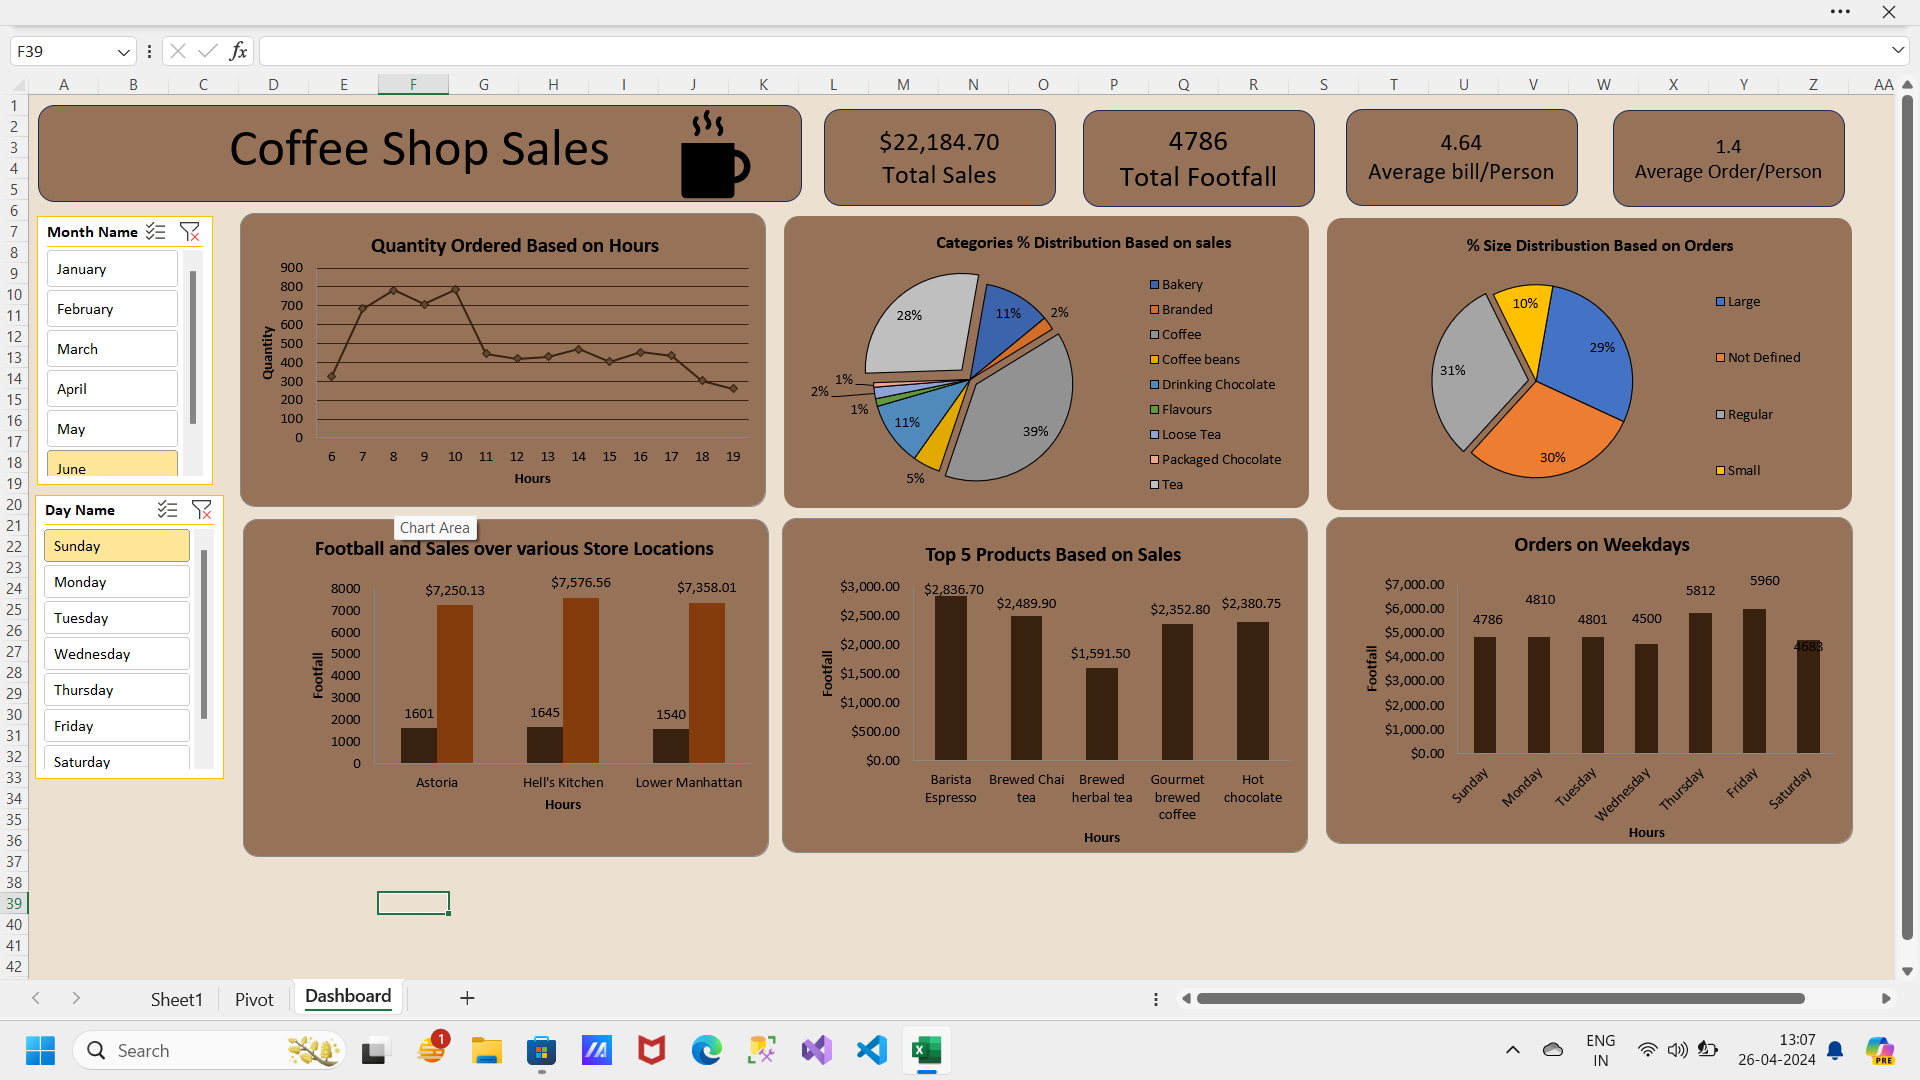 F39
fx
A B C D E F G H I J K L M N O P Q R S T U V W X Y Z AA
1
2
3
4
5
6
7
8
9
10
11
12
13
14
15
16
17
18
19
20
21
22
23
24
25
26
27
28
29
30
31
32
33
34
35
36
37
38
39
40
41
42
Coffee Shop Sales
$22,184.70
Total Sales
4786
Total Footfall
4.64
Average bill/Person
1.4
Average Order/Person
Month Name
January
February
March
April
May
June
Day Name
Sunday
Monday
Tuesday
Wednesday
Thursday
Friday
Saturday
Quantity Ordered Based on Hours
Quantity
900
800
700
600
500
400
300
200
100
0
6 7 8 9 10 11 12 13 14 15 16 17 18 19
Hours
Categories % Distribution Based on sales
28%
11%
2%
1%
2%
1%
11%
39%
5%
Bakery
Branded
Coffee
Coffee beans
Drinking Chocolate
Flavours
Loose Tea
Packaged Chocolate
Tea
% Size Distribustion Based on Orders
10%
29%
31%
30%
Large
Not Defined
Regular
Small
Chart Area
Football and Sales over various Store Locations
Footfall
8000
7000
6000
5000
4000
3000
2000
1000
0
$7,250.13
$7,576.56
$7,358.01
1601
1645
1540
Astoria
Hell's Kitchen
Lower Manhattan
Hours
Top 5 Products Based on Sales
Footfall
$3,000.00
$2,500.00
$2,000.00
$1,500.00
$1,000.00
$500.00
$0.00
$2,836.70
$2,489.90
$1,591.50
$2,352.80
$2,380.75
Barista
Espresso
Brewed Chai
tea
Brewed
herbal tea
Gourmet
brewed
coffee
Hot
chocolate
Hours
Orders on Weekdays
Footfall
$7,000.00
$6,000.00
$5,000.00
$4,000.00
$3,000.00
$2,000.00
$1,000.00
$0.00
4786
4810
4801
4500
5812
5960
4683
Sunday
Monday
Tuesday
Wednesday
Thursday
Friday
Saturday
Hours
Sheet1
Pivot
Dashboard
Search
1
ENG
IN
13:07
26-04-2024
PRE